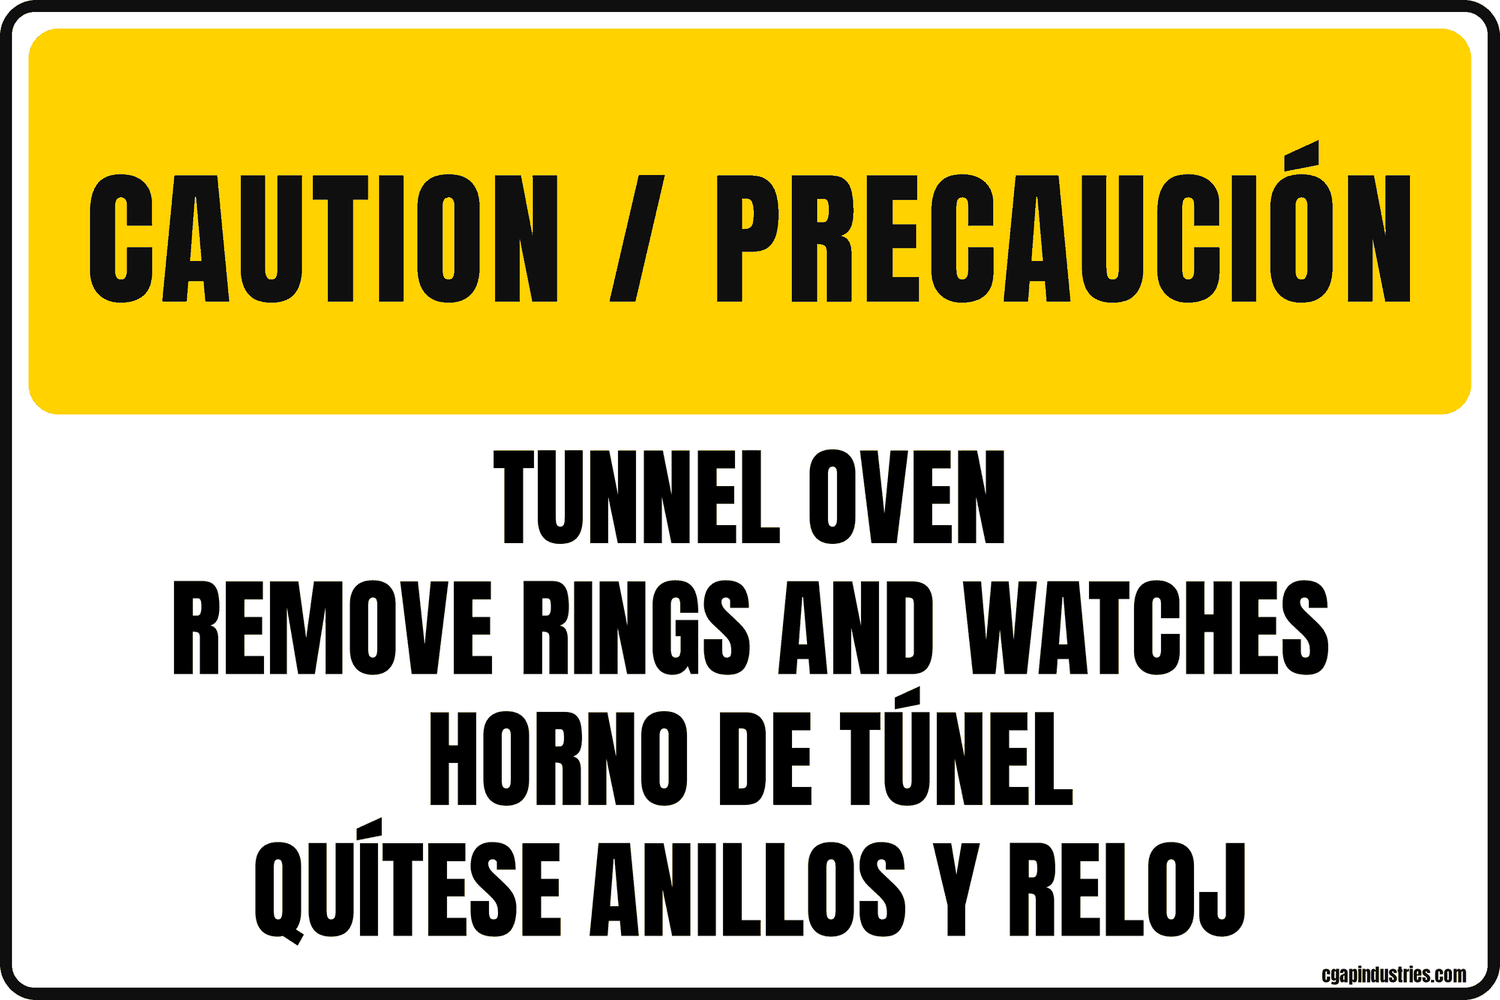 CAUTION / PRECAUCIÓN
TUNNEL OVEN
REMOVE RINGS AND WATCHES
HORNO DE TÚNEL
QUÍTESE ANILLOS Y RELOJ
cgapindustries.com